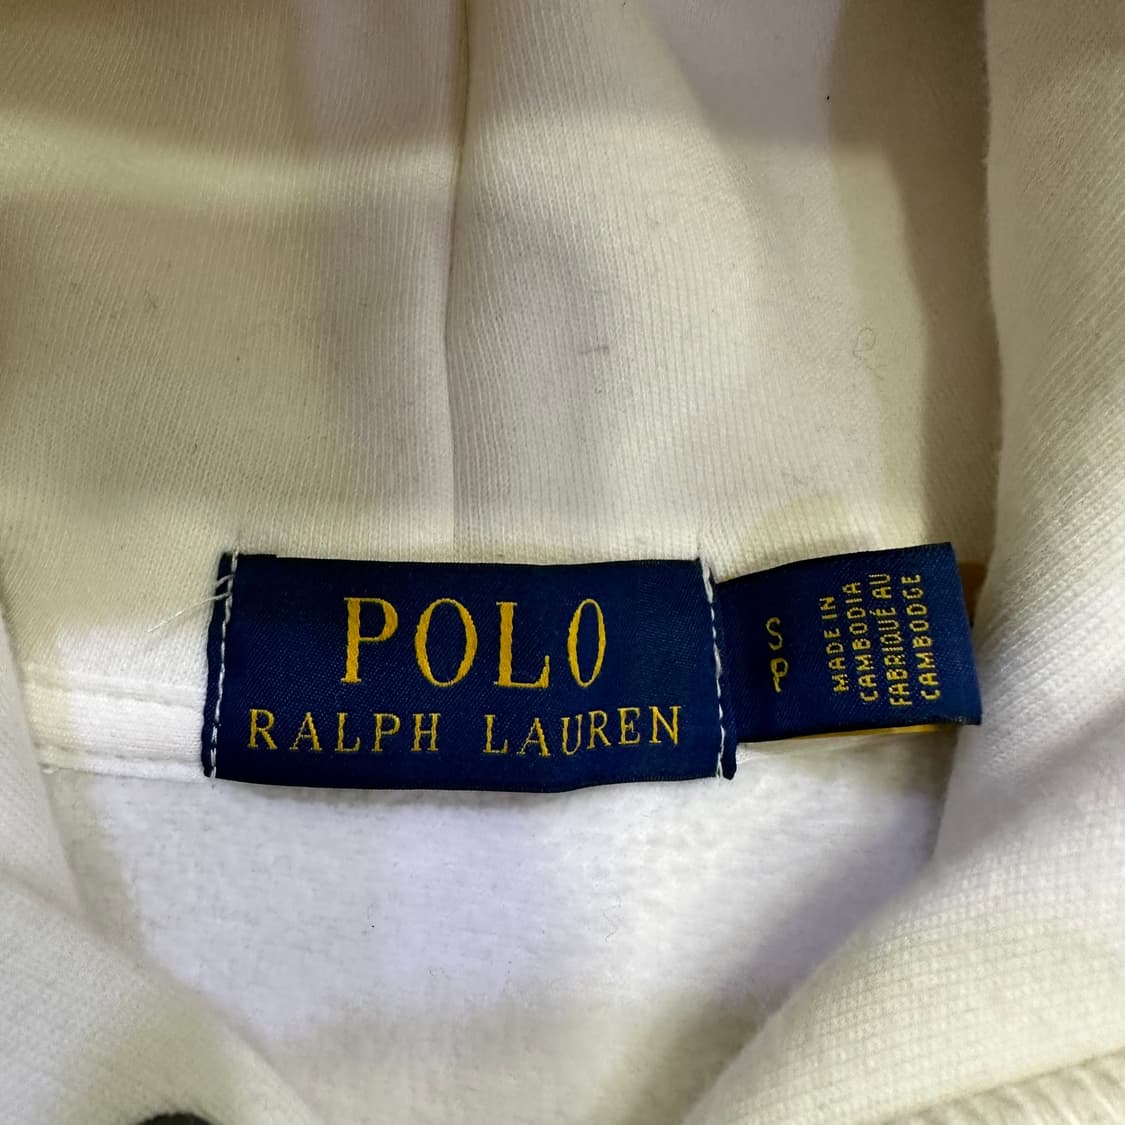 POLO
RALPH LAUREN
S
P
MADE IN
CAMBODIA
FABRIQUÉ AU
CAMBODGE